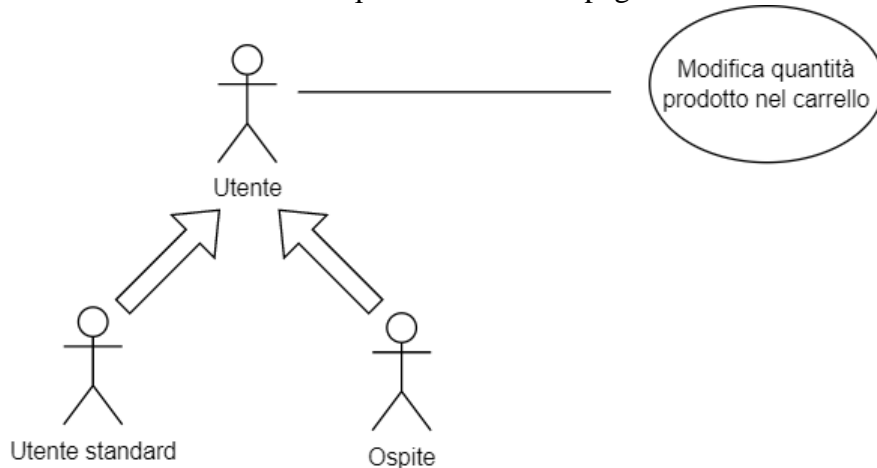 Modifica quantità
prodotto nel carrello
Utente
Utente standard
Ospite